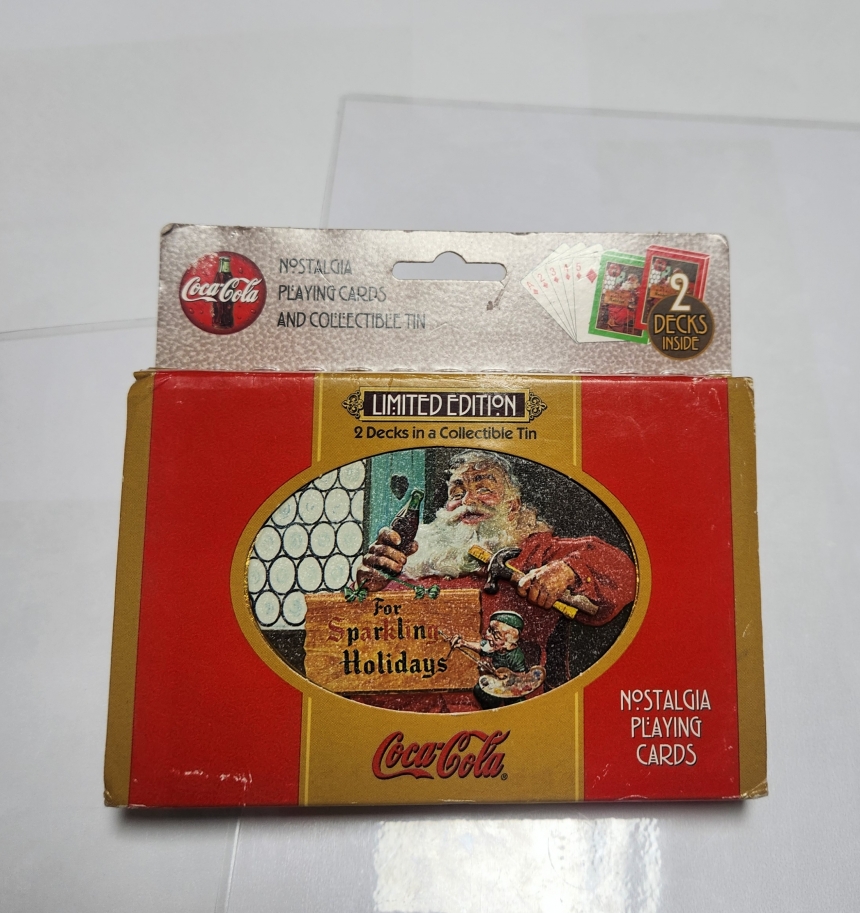 Coca-Cola
NOSTALGIA
PLAYING CARDS
AND COLLECTIBLE TIN
2
DECKS
INSIDE
LIMITED EDITION
2 Decks in a Collectible Tin
For
Sparkling
Holidays
Coca-Cola®
NOSTALGIA
PLAYING
CARDS